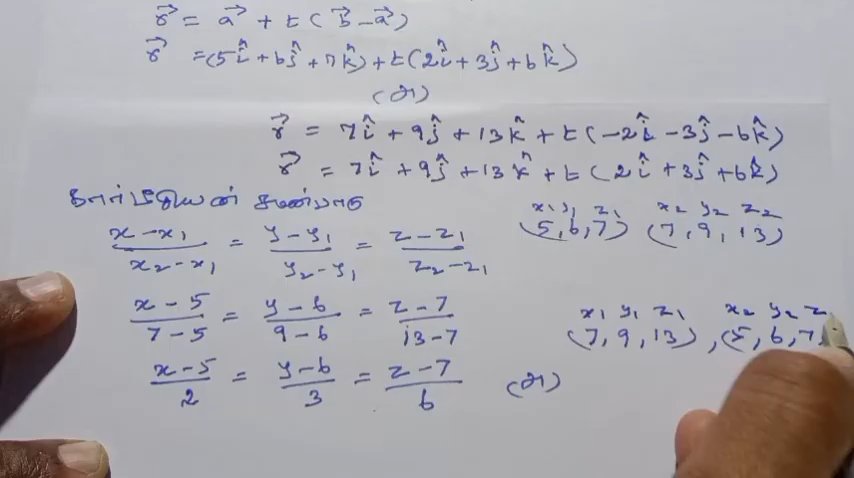 r⃗ = a⃗ + t(b⃗ – a⃗)
r⃗ = (5î + 6ĵ + 7k̂) + t(2î + 3ĵ + 6k̂)
(அ)
r⃗ = 7î + 9ĵ + 13k̂ + t(-2î - 3ĵ - 6k̂)
r⃗ = 7î + 9ĵ + 13k̂ + t(2î + 3ĵ + 6k̂)
கார்டீசியன் சமன்பாடு
x₁ y₁ z₁ x₂ y₂ z₂
(5,6,7) (7,9,13)
x-x₁/x₂-x₁ = y-y₁/y₂-y₁ = z-z₁/z₂-z₁
x-5/7-5 = y-6/9-6 = z-7/13-7
x₁ y₁ z₁ x₂ y₂ z
(7,9,13), (5,6,7,
x-5/2 = y-6/3 = z-7/6 (அ)